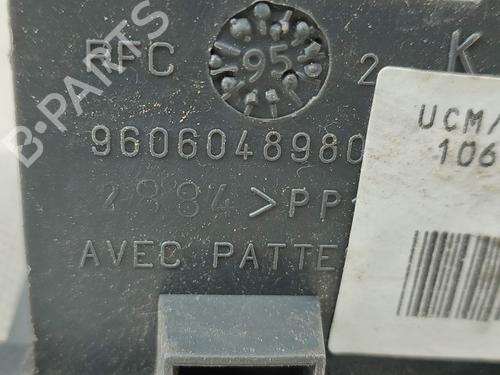 RFC 95 2 K
9606048980
2884 >PP
AVEC PATTE
UCM/
106
B-PARTS